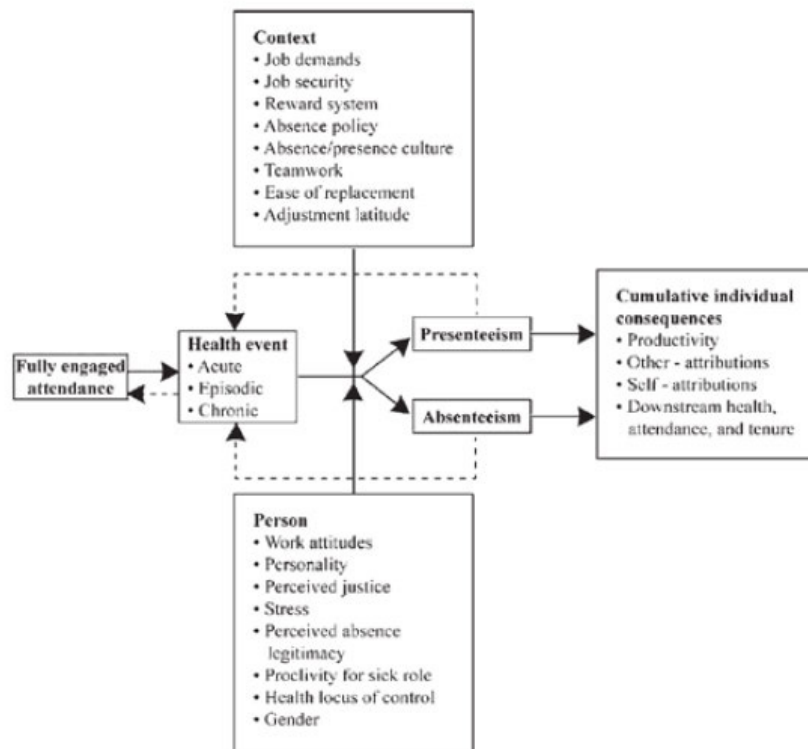 Context
• Job demands
• Job security
• Reward system
• Absence policy
• Absence/presence culture
• Teamwork
• Ease of replacement
• Adjustment latitude
Fully engaged
attendance
Health event
• Acute
• Episodic
• Chronic
Presenteeism
Absenteeism
Cumulative individual
consequences
• Productivity
• Other - attributions
• Self - attributions
• Downstream health,
attendance, and tenure
Person
• Work attitudes
• Personality
• Perceived justice
• Stress
• Perceived absence
legitimacy
• Proclivity for sick role
• Health locus of control
• Gender